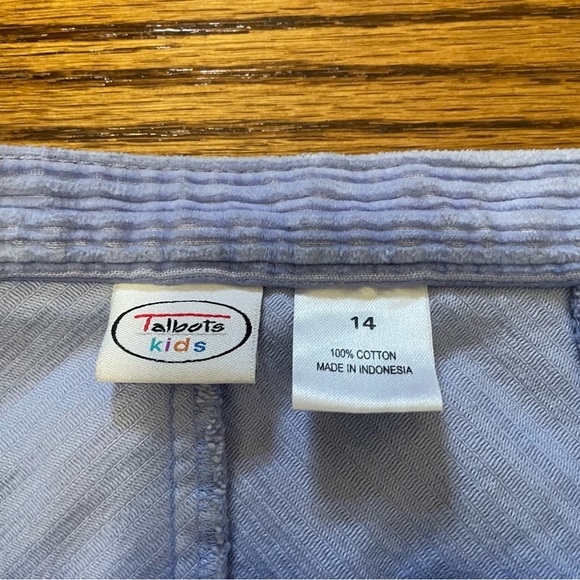 Talbots
kids
14
100% COTTON
MADE IN INDONESIA